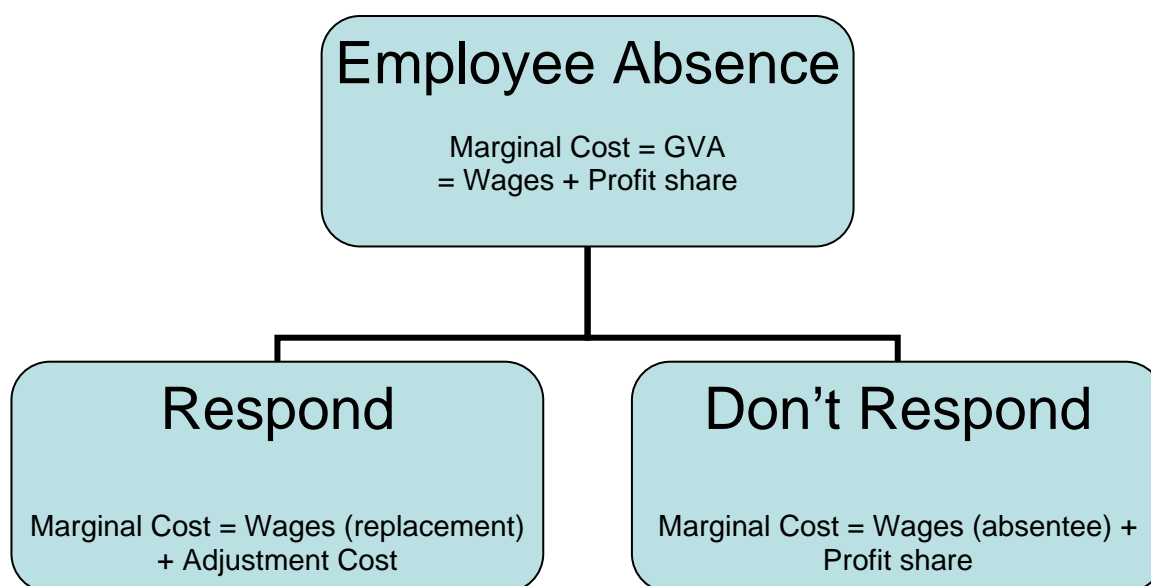 Employee Absence
Marginal Cost = GVA
= Wages + Profit share
Respond
Marginal Cost = Wages (replacement)
+ Adjustment Cost
Don’t Respond
Marginal Cost = Wages (absentee) +
Profit share